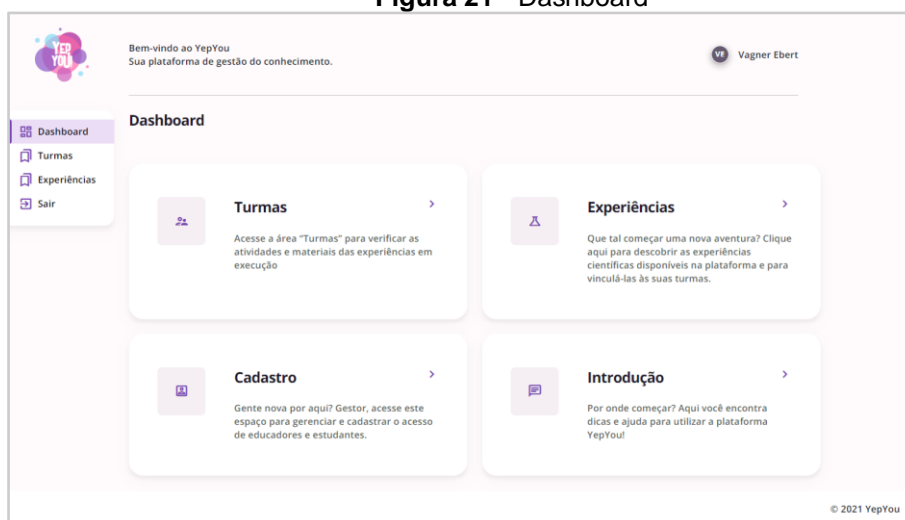 Figura 21 - Dashboard
YEP
YOU
Bem-vindo ao YepYou
Sua plataforma de gestão do conhecimento.
VE Vagner Ebert
Dashboard
Turmas
Experiências
Sair
Dashboard
Turmas
Acesse a área "Turmas" para verificar as
atividades e materiais das experiências em
execução
Experiências
Que tal começar uma nova aventura? Clique
aqui para descobrir as experiências
científicas disponíveis na plataforma e para
vinculá-las às suas turmas.
Cadastro
Gente nova por aqui? Gestor, acesse este
espaço para gerenciar e cadastrar o acesso
de educadores e estudantes.
Introdução
Por onde começar? Aqui você encontra
dicas e ajuda para utilizar a plataforma
YepYou!
© 2021 YepYou